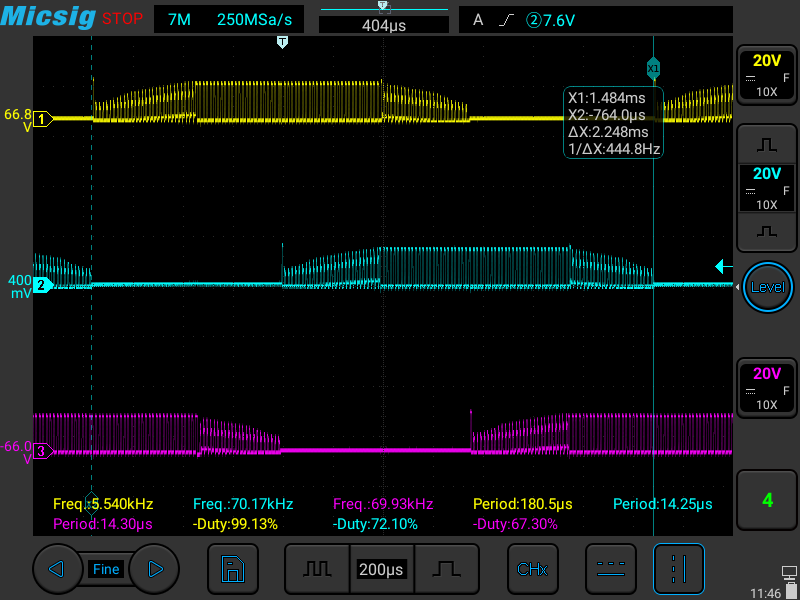 Micsig STOP 7M 250MSa/s 404µs A ②7.6V
T
T
20V
F
10X
X1
66.8
V
1
X1:1.484ms
X2:-764.0µs
ΔX:2.248ms
1/ΔX:444.8Hz
20V
F
10X
400
mV
2
Level
20V
F
10X
-66.0
V
3
Freq.:5.540kHz Freq.:70.17kHz Freq.:69.93kHz Period:180.5µs Period:14.25µs
Period:14.30µs -Duty:99.13% -Duty:72.10% -Duty:67.30%
4
Fine 200µs CHx
11:46